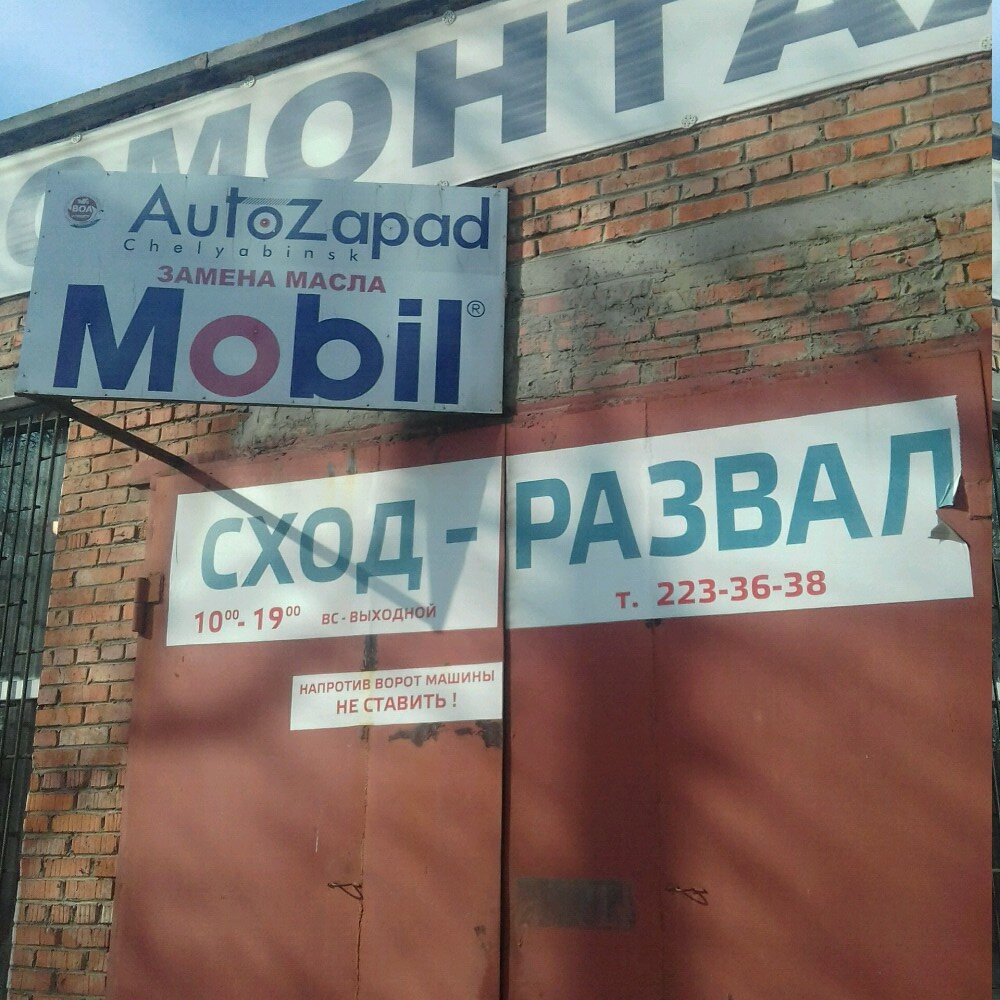 ОМОНТА
ВОА
AutoZapad
Chelyabinsk
ЗАМЕНА МАСЛА
Mobil®
СХОД - РАЗВАЛ
10⁰⁰- 19⁰⁰ ВС - ВЫХОДНОЙ
т. 223-36-38
НАПРОТИВ ВОРОТ МАШИНЫ
НЕ СТАВИТЬ !